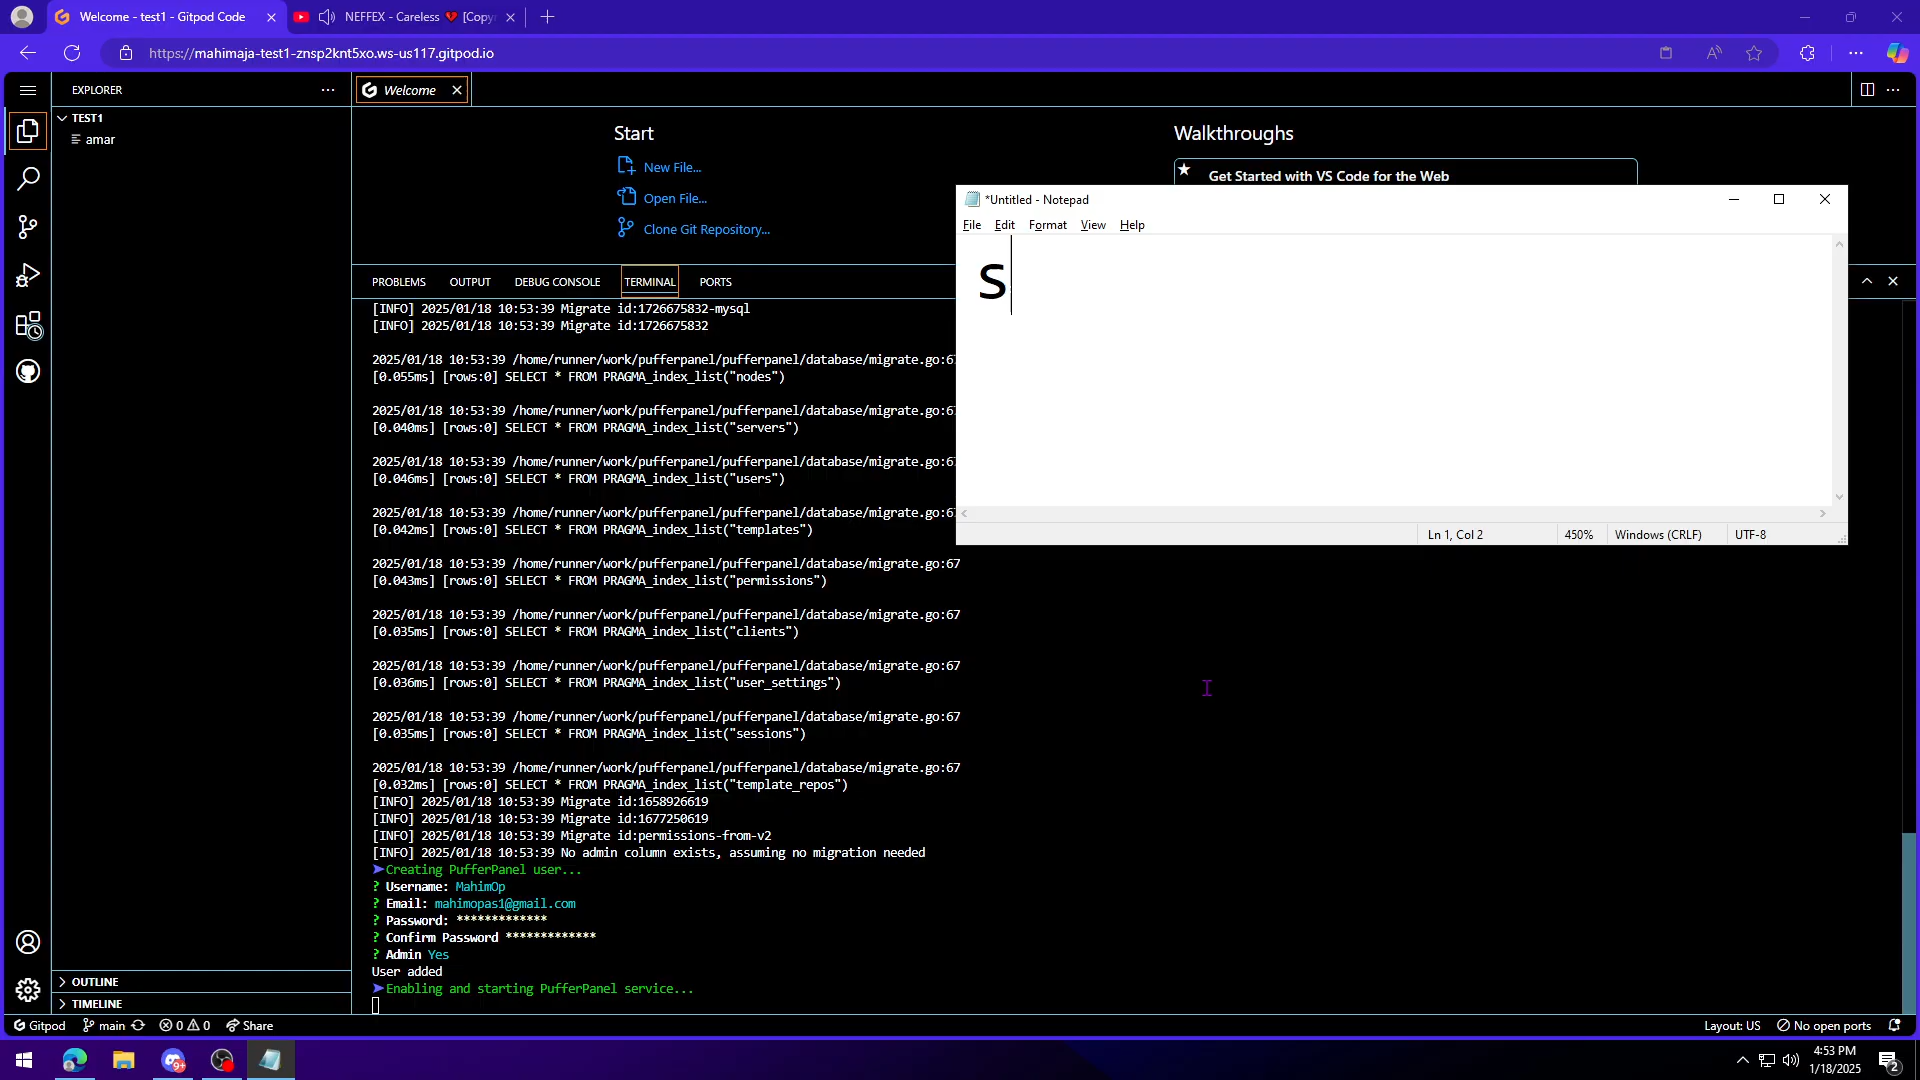 Welcome - test1 - Gitpod Code
NEFFEX - Careless 💔 [Copyr
https://mahimaja-test1-znsp2knt5xo.ws-us117.gitpod.io
EXPLORER
Welcome
TEST1
amar
Start
New File...
Open File...
Clone Git Repository...
Walkthroughs
Get Started with VS Code for the Web
*Untitled - Notepad
File Edit Format View Help
s
Ln 1, Col 2 450% Windows (CRLF) UTF-8
PROBLEMS OUTPUT DEBUG CONSOLE TERMINAL PORTS
[INFO] 2025/01/18 10:53:39 Migrate id:1726675832-mysql
[INFO] 2025/01/18 10:53:39 Migrate id:1726675832
2025/01/18 10:53:39 /home/runner/work/pufferpanel/pufferpanel/database/migrate.go:67
[0.055ms] [rows:0] SELECT * FROM PRAGMA_index_list("nodes")
2025/01/18 10:53:39 /home/runner/work/pufferpanel/pufferpanel/database/migrate.go:67
[0.040ms] [rows:0] SELECT * FROM PRAGMA_index_list("servers")
2025/01/18 10:53:39 /home/runner/work/pufferpanel/pufferpanel/database/migrate.go:67
[0.046ms] [rows:0] SELECT * FROM PRAGMA_index_list("users")
2025/01/18 10:53:39 /home/runner/work/pufferpanel/pufferpanel/database/migrate.go:67
[0.042ms] [rows:0] SELECT * FROM PRAGMA_index_list("templates")
2025/01/18 10:53:39 /home/runner/work/pufferpanel/pufferpanel/database/migrate.go:67
[0.043ms] [rows:0] SELECT * FROM PRAGMA_index_list("permissions")
2025/01/18 10:53:39 /home/runner/work/pufferpanel/pufferpanel/database/migrate.go:67
[0.035ms] [rows:0] SELECT * FROM PRAGMA_index_list("clients")
2025/01/18 10:53:39 /home/runner/work/pufferpanel/pufferpanel/database/migrate.go:67
[0.036ms] [rows:0] SELECT * FROM PRAGMA_index_list("user_settings")
2025/01/18 10:53:39 /home/runner/work/pufferpanel/pufferpanel/database/migrate.go:67
[0.035ms] [rows:0] SELECT * FROM PRAGMA_index_list("sessions")
2025/01/18 10:53:39 /home/runner/work/pufferpanel/pufferpanel/database/migrate.go:67
[0.032ms] [rows:0] SELECT * FROM PRAGMA_index_list("template_repos")
[INFO] 2025/01/18 10:53:39 Migrate id:1658926619
[INFO] 2025/01/18 10:53:39 Migrate id:1677250619
[INFO] 2025/01/18 10:53:39 Migrate id:permissions-from-v2
[INFO] 2025/01/18 10:53:39 No admin column exists, assuming no migration needed
➤Creating PufferPanel user...
? Username: MahimOp
? Email: mahimopas1@gmail.com
? Password: *************
? Confirm Password *************
? Admin Yes
User added
➤Enabling and starting PufferPanel service...
OUTLINE
TIMELINE
Gitpod main 0 0 Share
Layout: US No open ports
9+
4:53 PM
1/18/2025
2